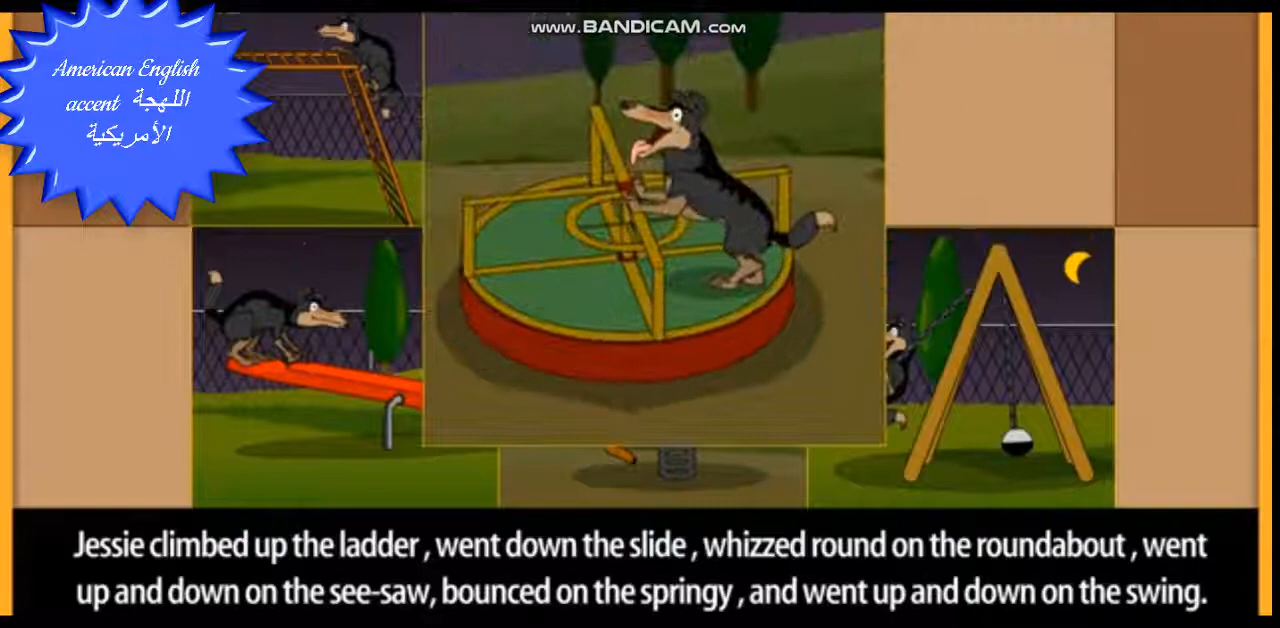 www.BANDICAM.com
American English
accent اللهجة
الأمريكية
Jessie climbed up the ladder , went down the slide , whizzed round on the roundabout , went
up and down on the see-saw, bounced on the springy , and went up and down on the swing.